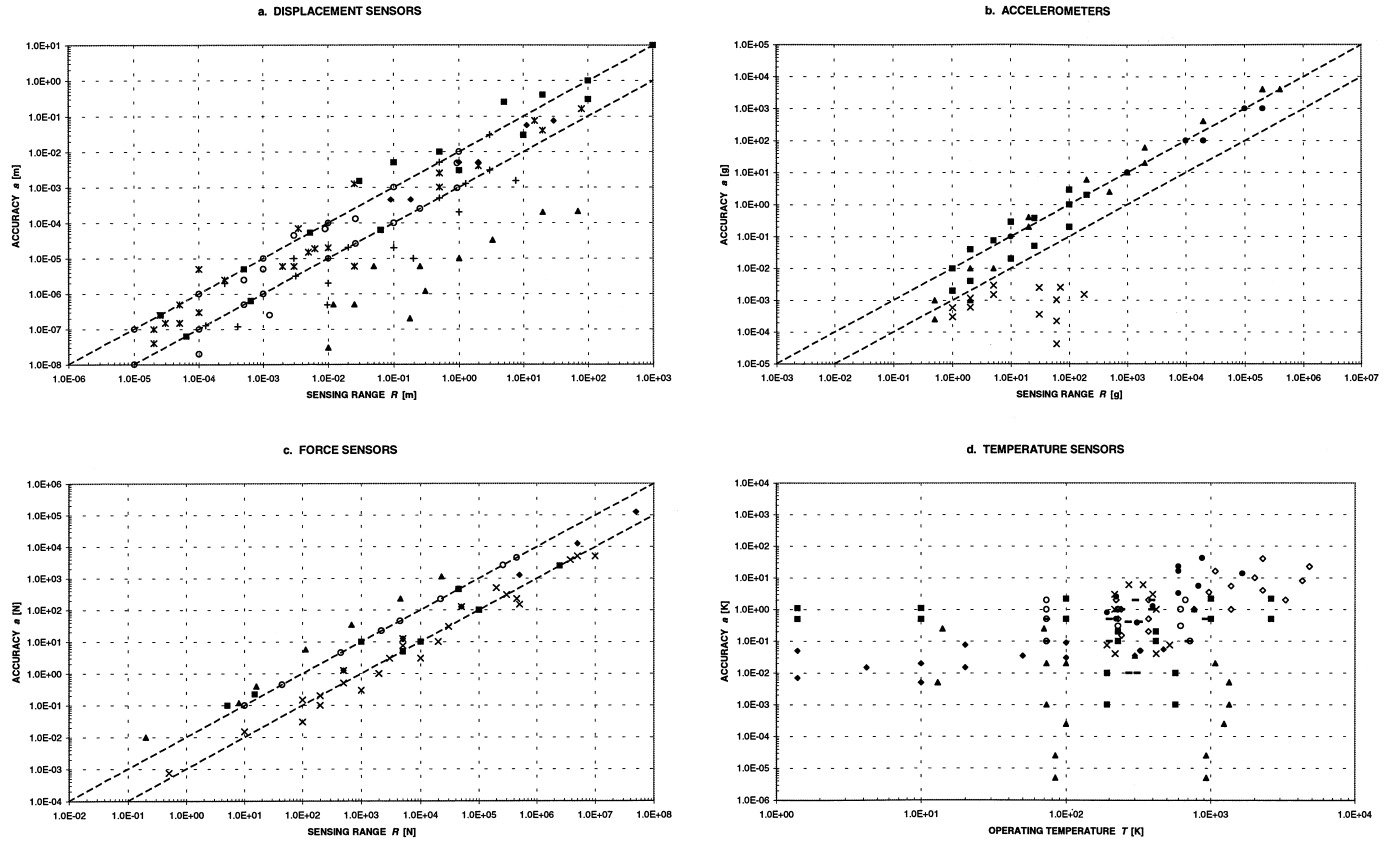 a. DISPLACEMENT SENSORS
1.0E+01
1.0E+00
1.0E-01
1.0E-02
1.0E-03
1.0E-04
1.0E-05
1.0E-06
1.0E-07
1.0E-08
ACCURACY a [m]
1.0E-06 1.0E-05 1.0E-04 1.0E-03 1.0E-02 1.0E-01 1.0E+00 1.0E+01 1.0E+02 1.0E+03
SENSING RANGE R [m]
b. ACCELEROMETERS
1.0E+05
1.0E+04
1.0E+03
1.0E+02
1.0E+01
1.0E+00
1.0E-01
1.0E-02
1.0E-03
1.0E-04
1.0E-05
ACCURACY a [g]
1.0E-03 1.0E-02 1.0E-01 1.0E+00 1.0E+01 1.0E+02 1.0E+03 1.0E+04 1.0E+05 1.0E+06 1.0E+07
SENSING RANGE R [g]
c. FORCE SENSORS
1.0E+06
1.0E+05
1.0E+04
1.0E+03
1.0E+02
1.0E+01
1.0E+00
1.0E-01
1.0E-02
1.0E-03
1.0E-04
ACCURACY a [N]
1.0E-02 1.0E-01 1.0E+00 1.0E+01 1.0E+02 1.0E+03 1.0E+04 1.0E+05 1.0E+06 1.0E+07 1.0E+08
SENSING RANGE R [N]
d. TEMPERATURE SENSORS
1.0E+04
1.0E+03
1.0E+02
1.0E+01
1.0E+00
1.0E-01
1.0E-02
1.0E-03
1.0E-04
1.0E-05
1.0E-06
ACCURACY a [K]
1.0E+00 1.0E+01 1.0E+02 1.0E+03 1.0E+04
OPERATING TEMPERATURE T [K]